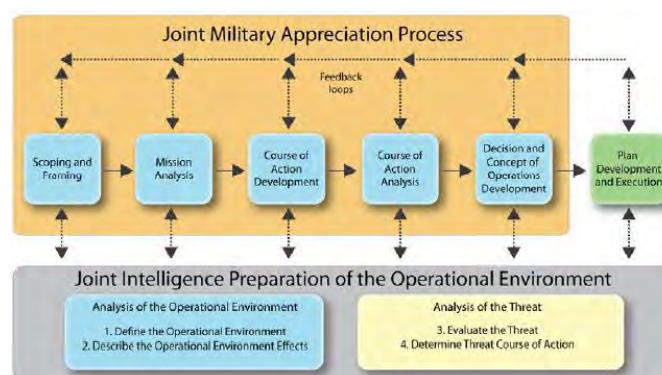 Joint Military Appreciation Process
Feedback
loops
Scoping and
Framing
Mission
Analysis
Course of
Action
Development
Course
of Action
Analysis
Decision and
Concept of
Operations
Development
Plan
Development
and Execution
Joint Intelligence Preparation of the Operational Environment
Analysis of the Operational Environment
1. Define the Operational Environment
2. Describe the Operational Environment Effects
Analysis of the Threat
3. Evaluate the Threat
4. Determine Threat Course of Action